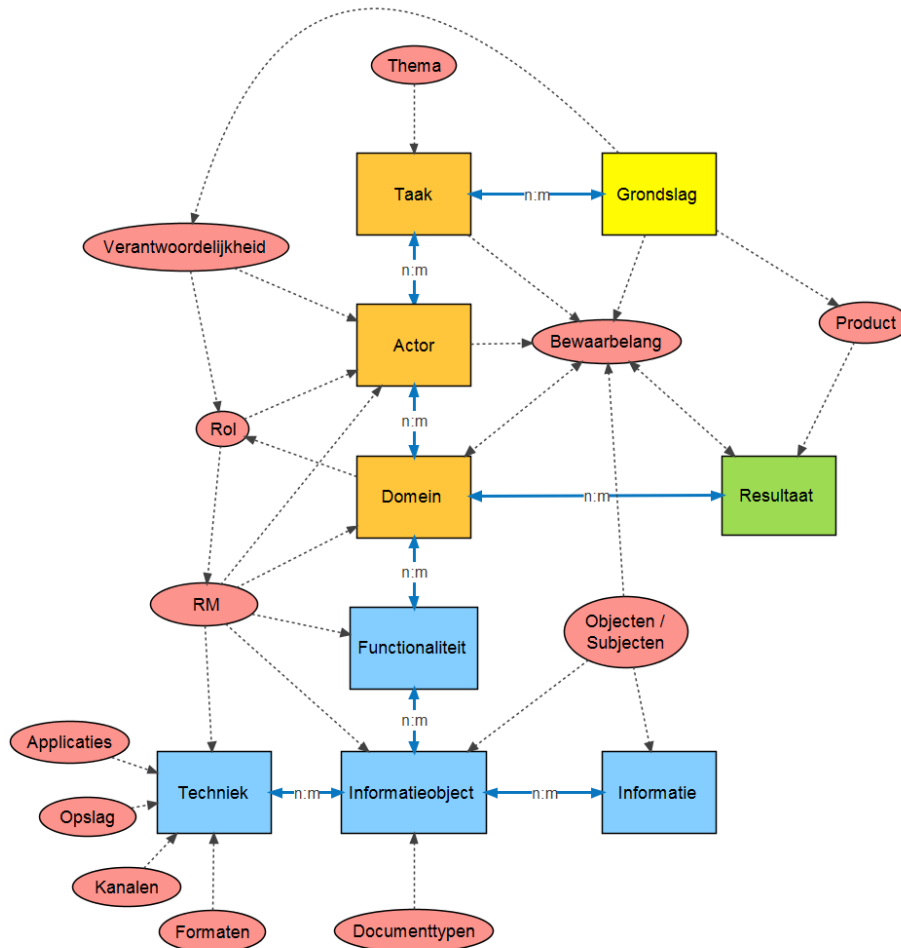 Thema
Taak
n:m
Grondslag
Verantwoordelijkheid
n:m
Product
Actor
Bewaarbelang
n:m
Rol
Domein
n:m
Resultaat
n:m
RM
Functionaliteit
Objecten /
Subjecten
n:m
Applicaties
Techniek
n:m
Informatieobject
n:m
Informatie
Opslag
Kanalen
Formaten
Documenttypen